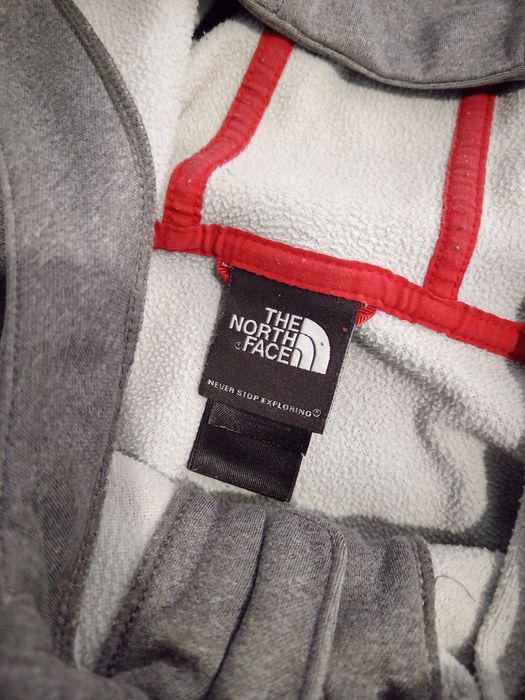 THE
NORTH
FACE
NEVER STOP EXPLORING®